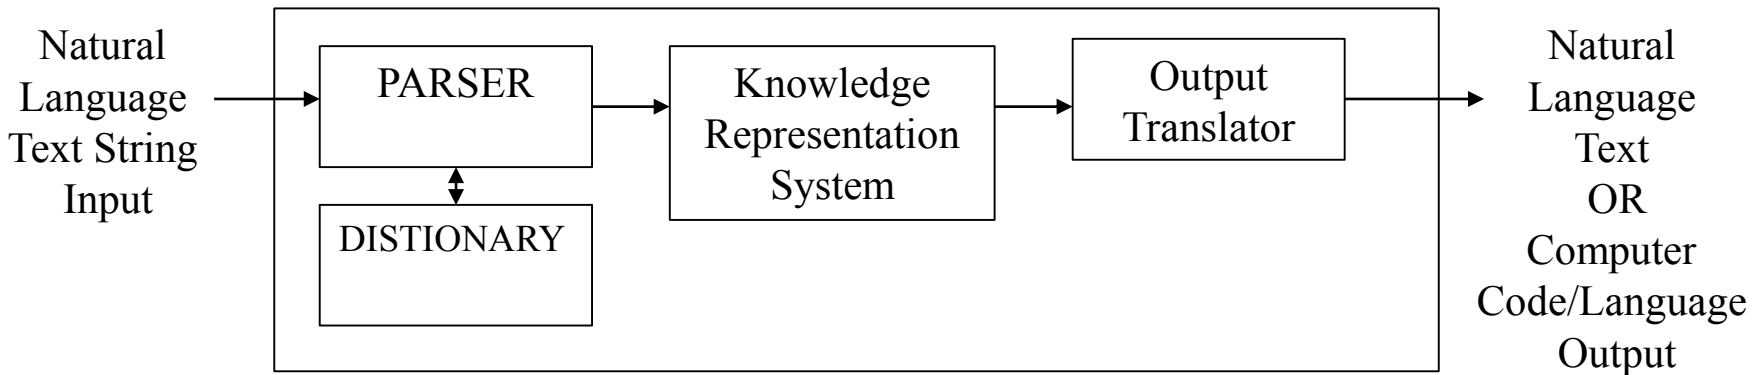 Natural
Language
Text String
Input
PARSER
DISTIONARY
Knowledge
Representation
System
Output
Translator
Natural
Language
Text
OR
Computer
Code/Language
Output